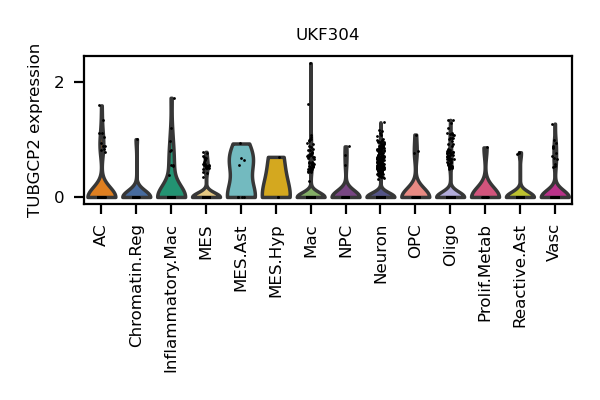 UKF304
TUBGCP2 expression
2
0
AC
Chromatin.Reg
Inflammatory.Mac
MES
MES.Ast
MES.Hyp
Mac
NPC
Neuron
OPC
Oligo
Prolif.Metab
Reactive.Ast
Vasc